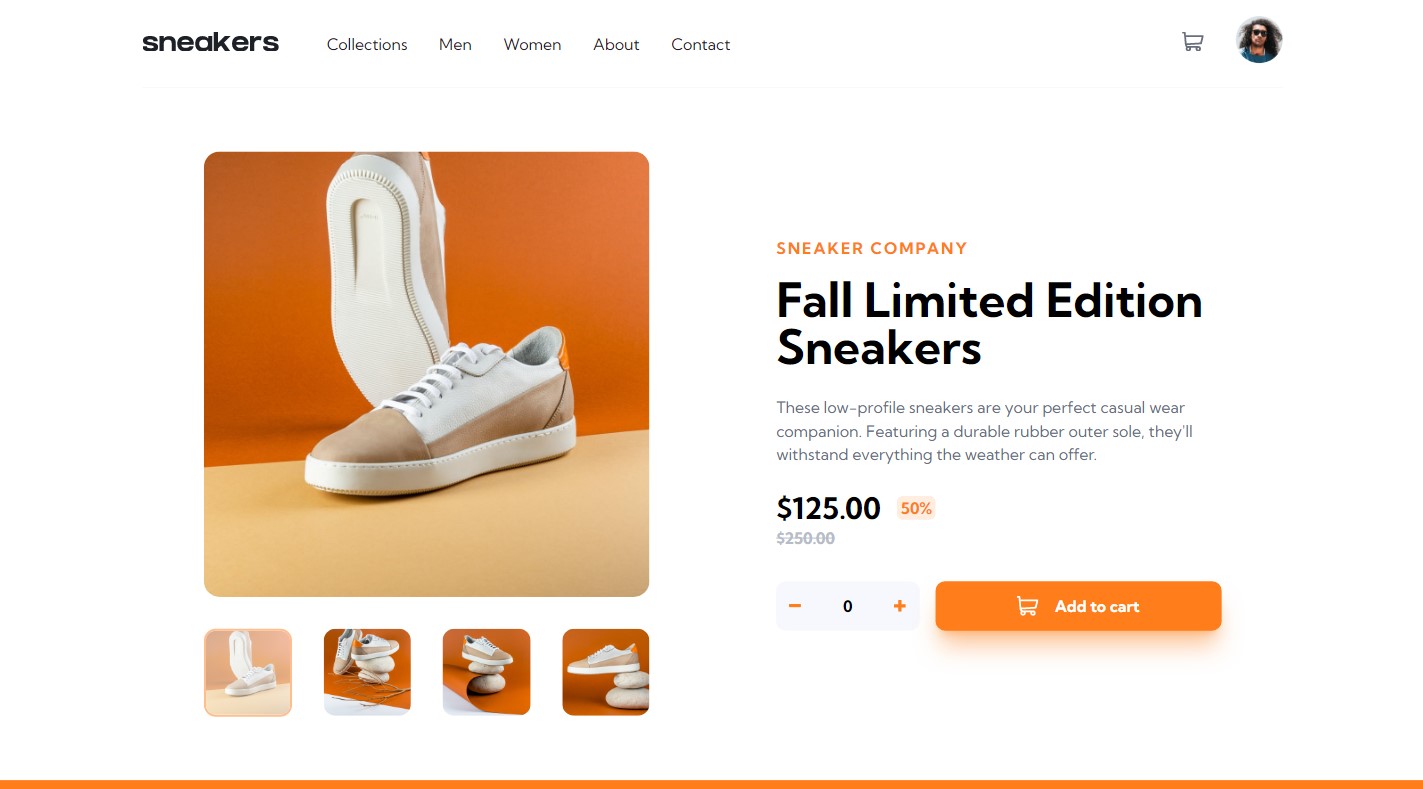 sneakers Collections Men Women About Contact
SNEAKER COMPANY
Fall Limited Edition
Sneakers
These low-profile sneakers are your perfect casual wear
companion. Featuring a durable rubber outer sole, they'll
withstand everything the weather can offer.
$125.00 50%
$250.00
0 Add to cart